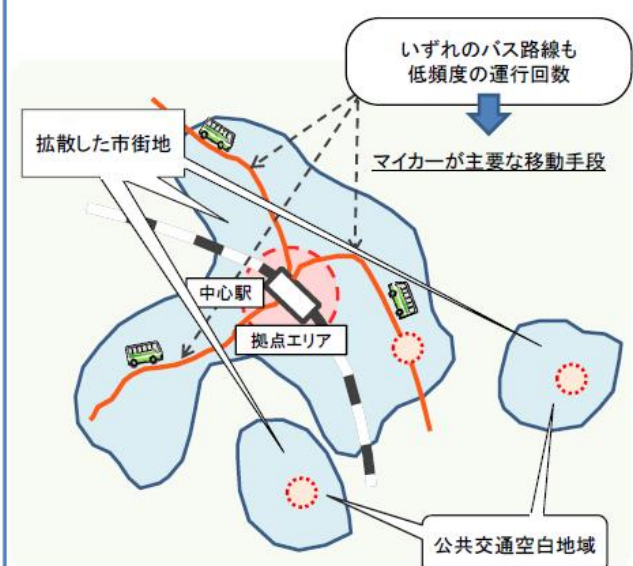 いずれのバス路線も
低頻度の運行回数
拡散した市街地
マイカーが主要な移動手段
中心駅
拠点エリア
公共交通空白地域